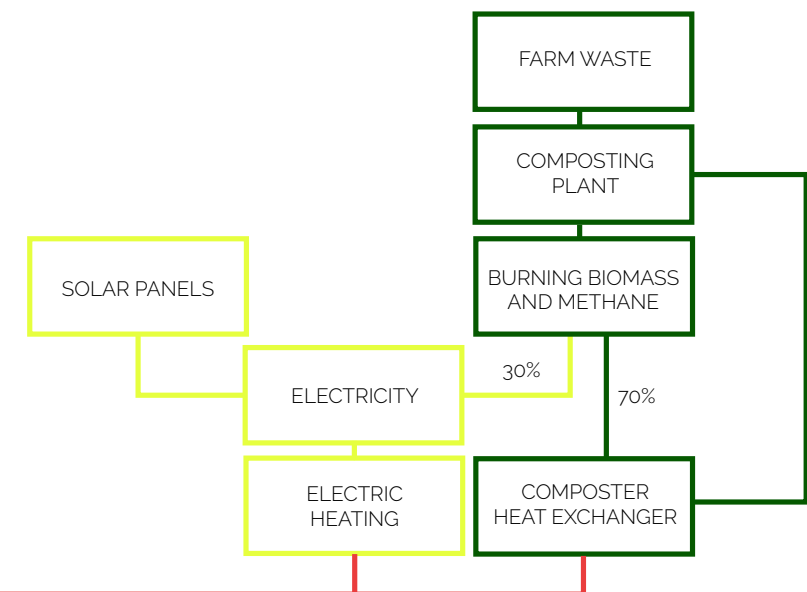 FARM WASTE
COMPOSTING
PLANT
SOLAR PANELS
BURNING BIOMASS
AND METHANE
ELECTRICITY
30%
70%
ELECTRIC
HEATING
COMPOSTER
HEAT EXCHANGER